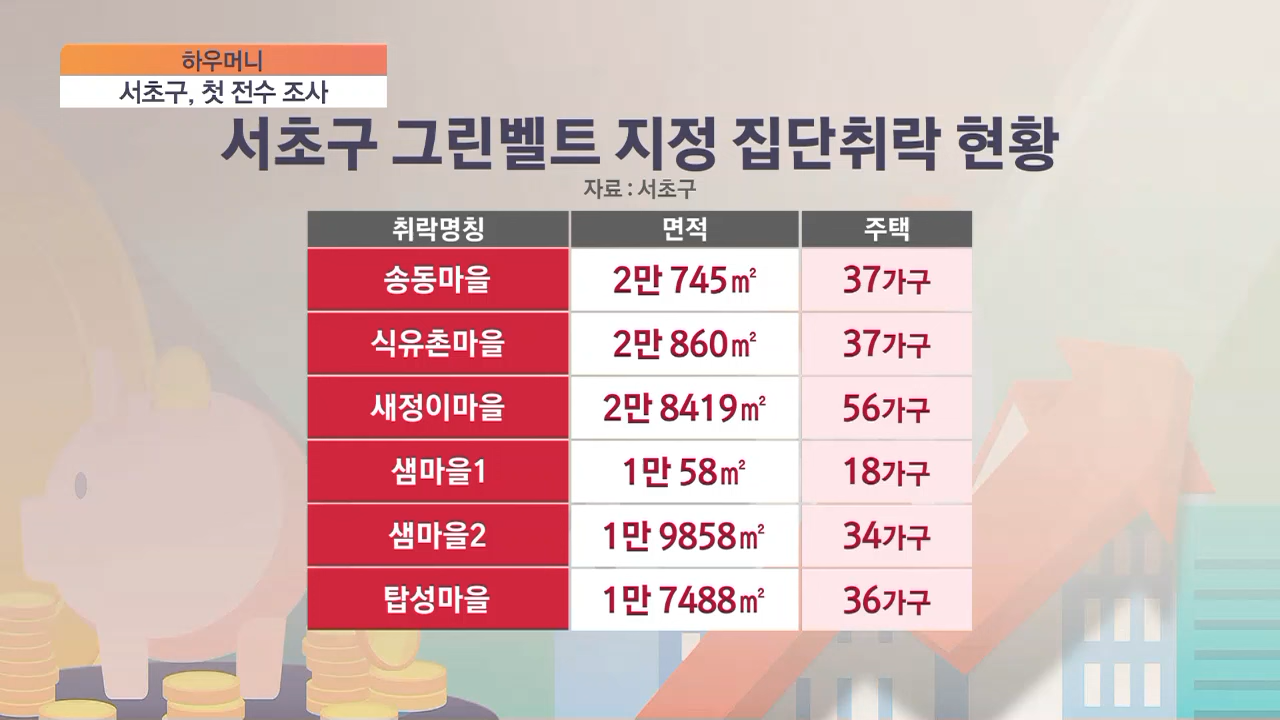 하우머니
서초구, 첫 전수 조사
서초구 그린벨트 지정 집단취락 현황
자료 : 서초구
취락명칭 면적 주택
송동마을 2만 745㎡ 37가구
식유촌마을 2만 860㎡ 37가구
새정이마을 2만 8419㎡ 56가구
샘마을1 1만 58㎡ 18가구
샘마을2 1만 9858㎡ 34가구
탑성마을 1만 7488㎡ 36가구